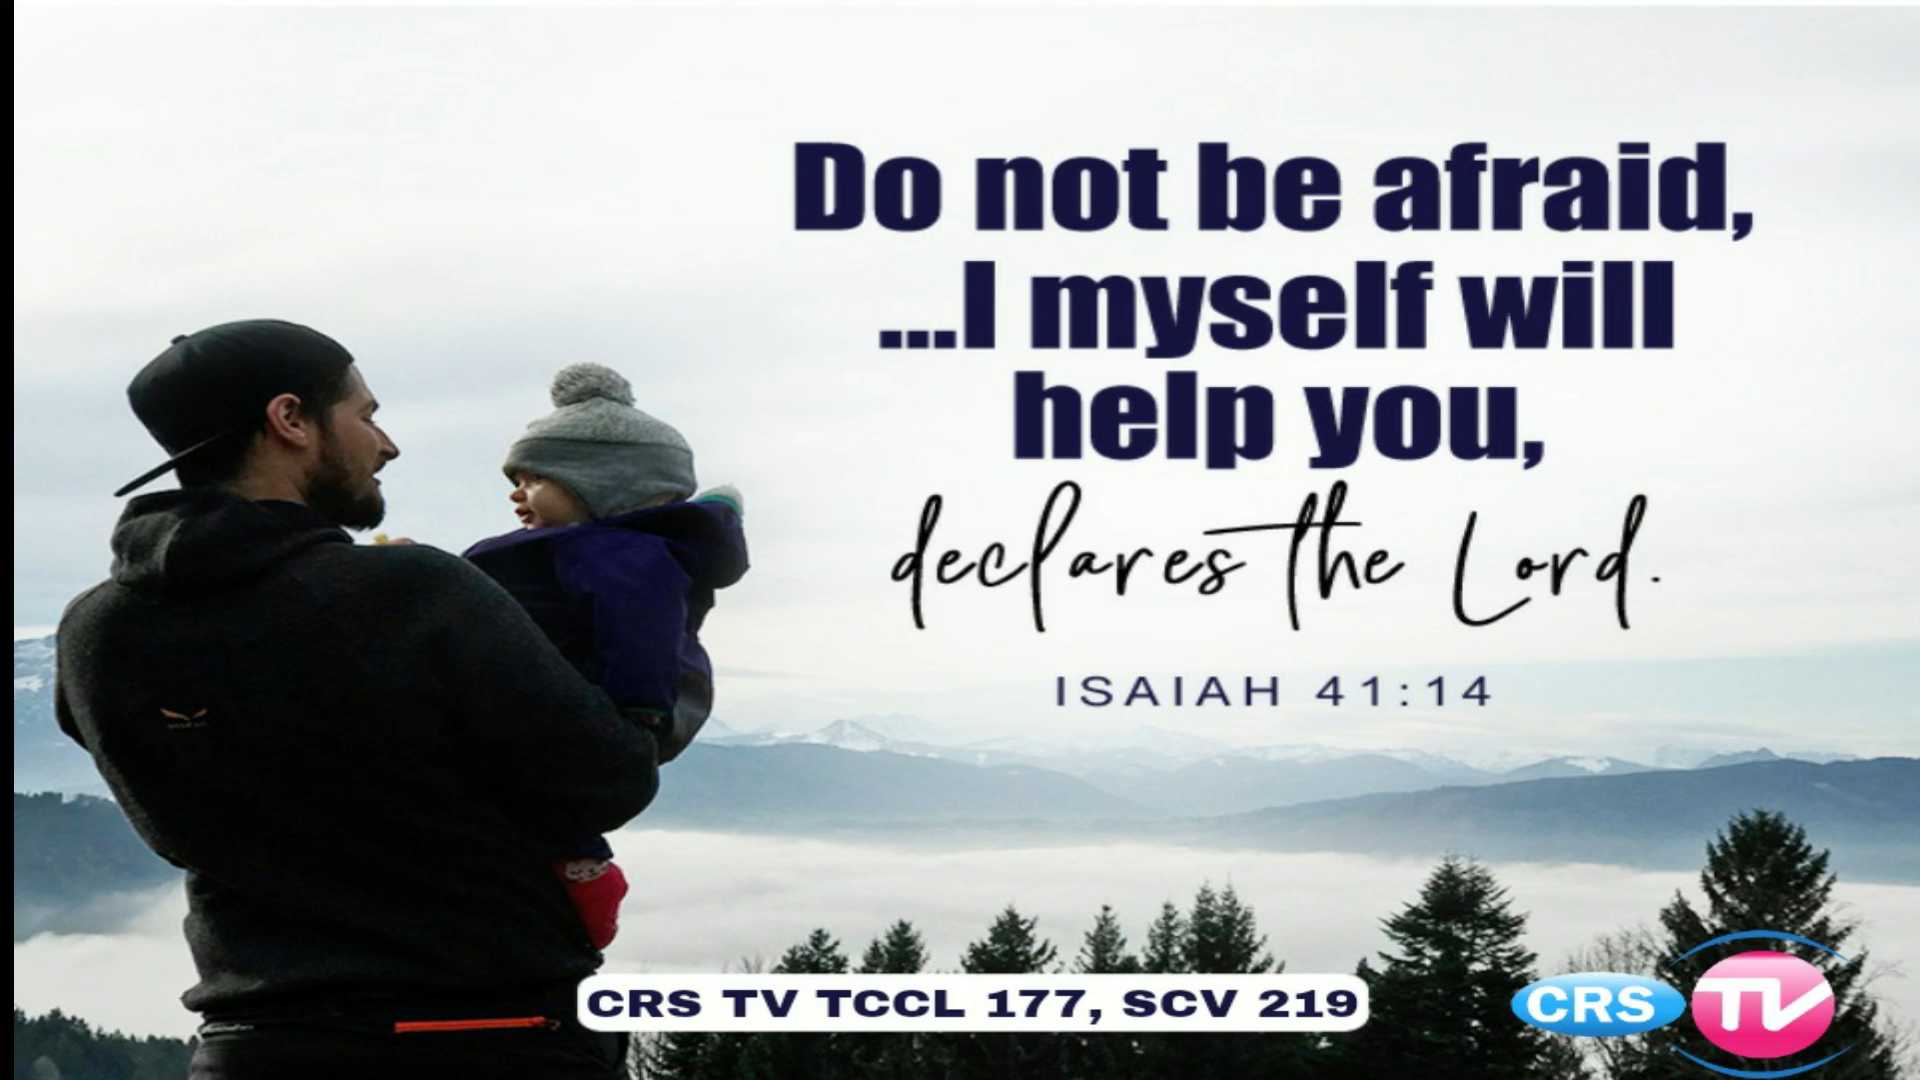 Do not be afraid,
...I myself will
help you,
declares the Lord.
ISAIAH 41:14
CRS TV TCCL 177, SCV 219
CRS TV